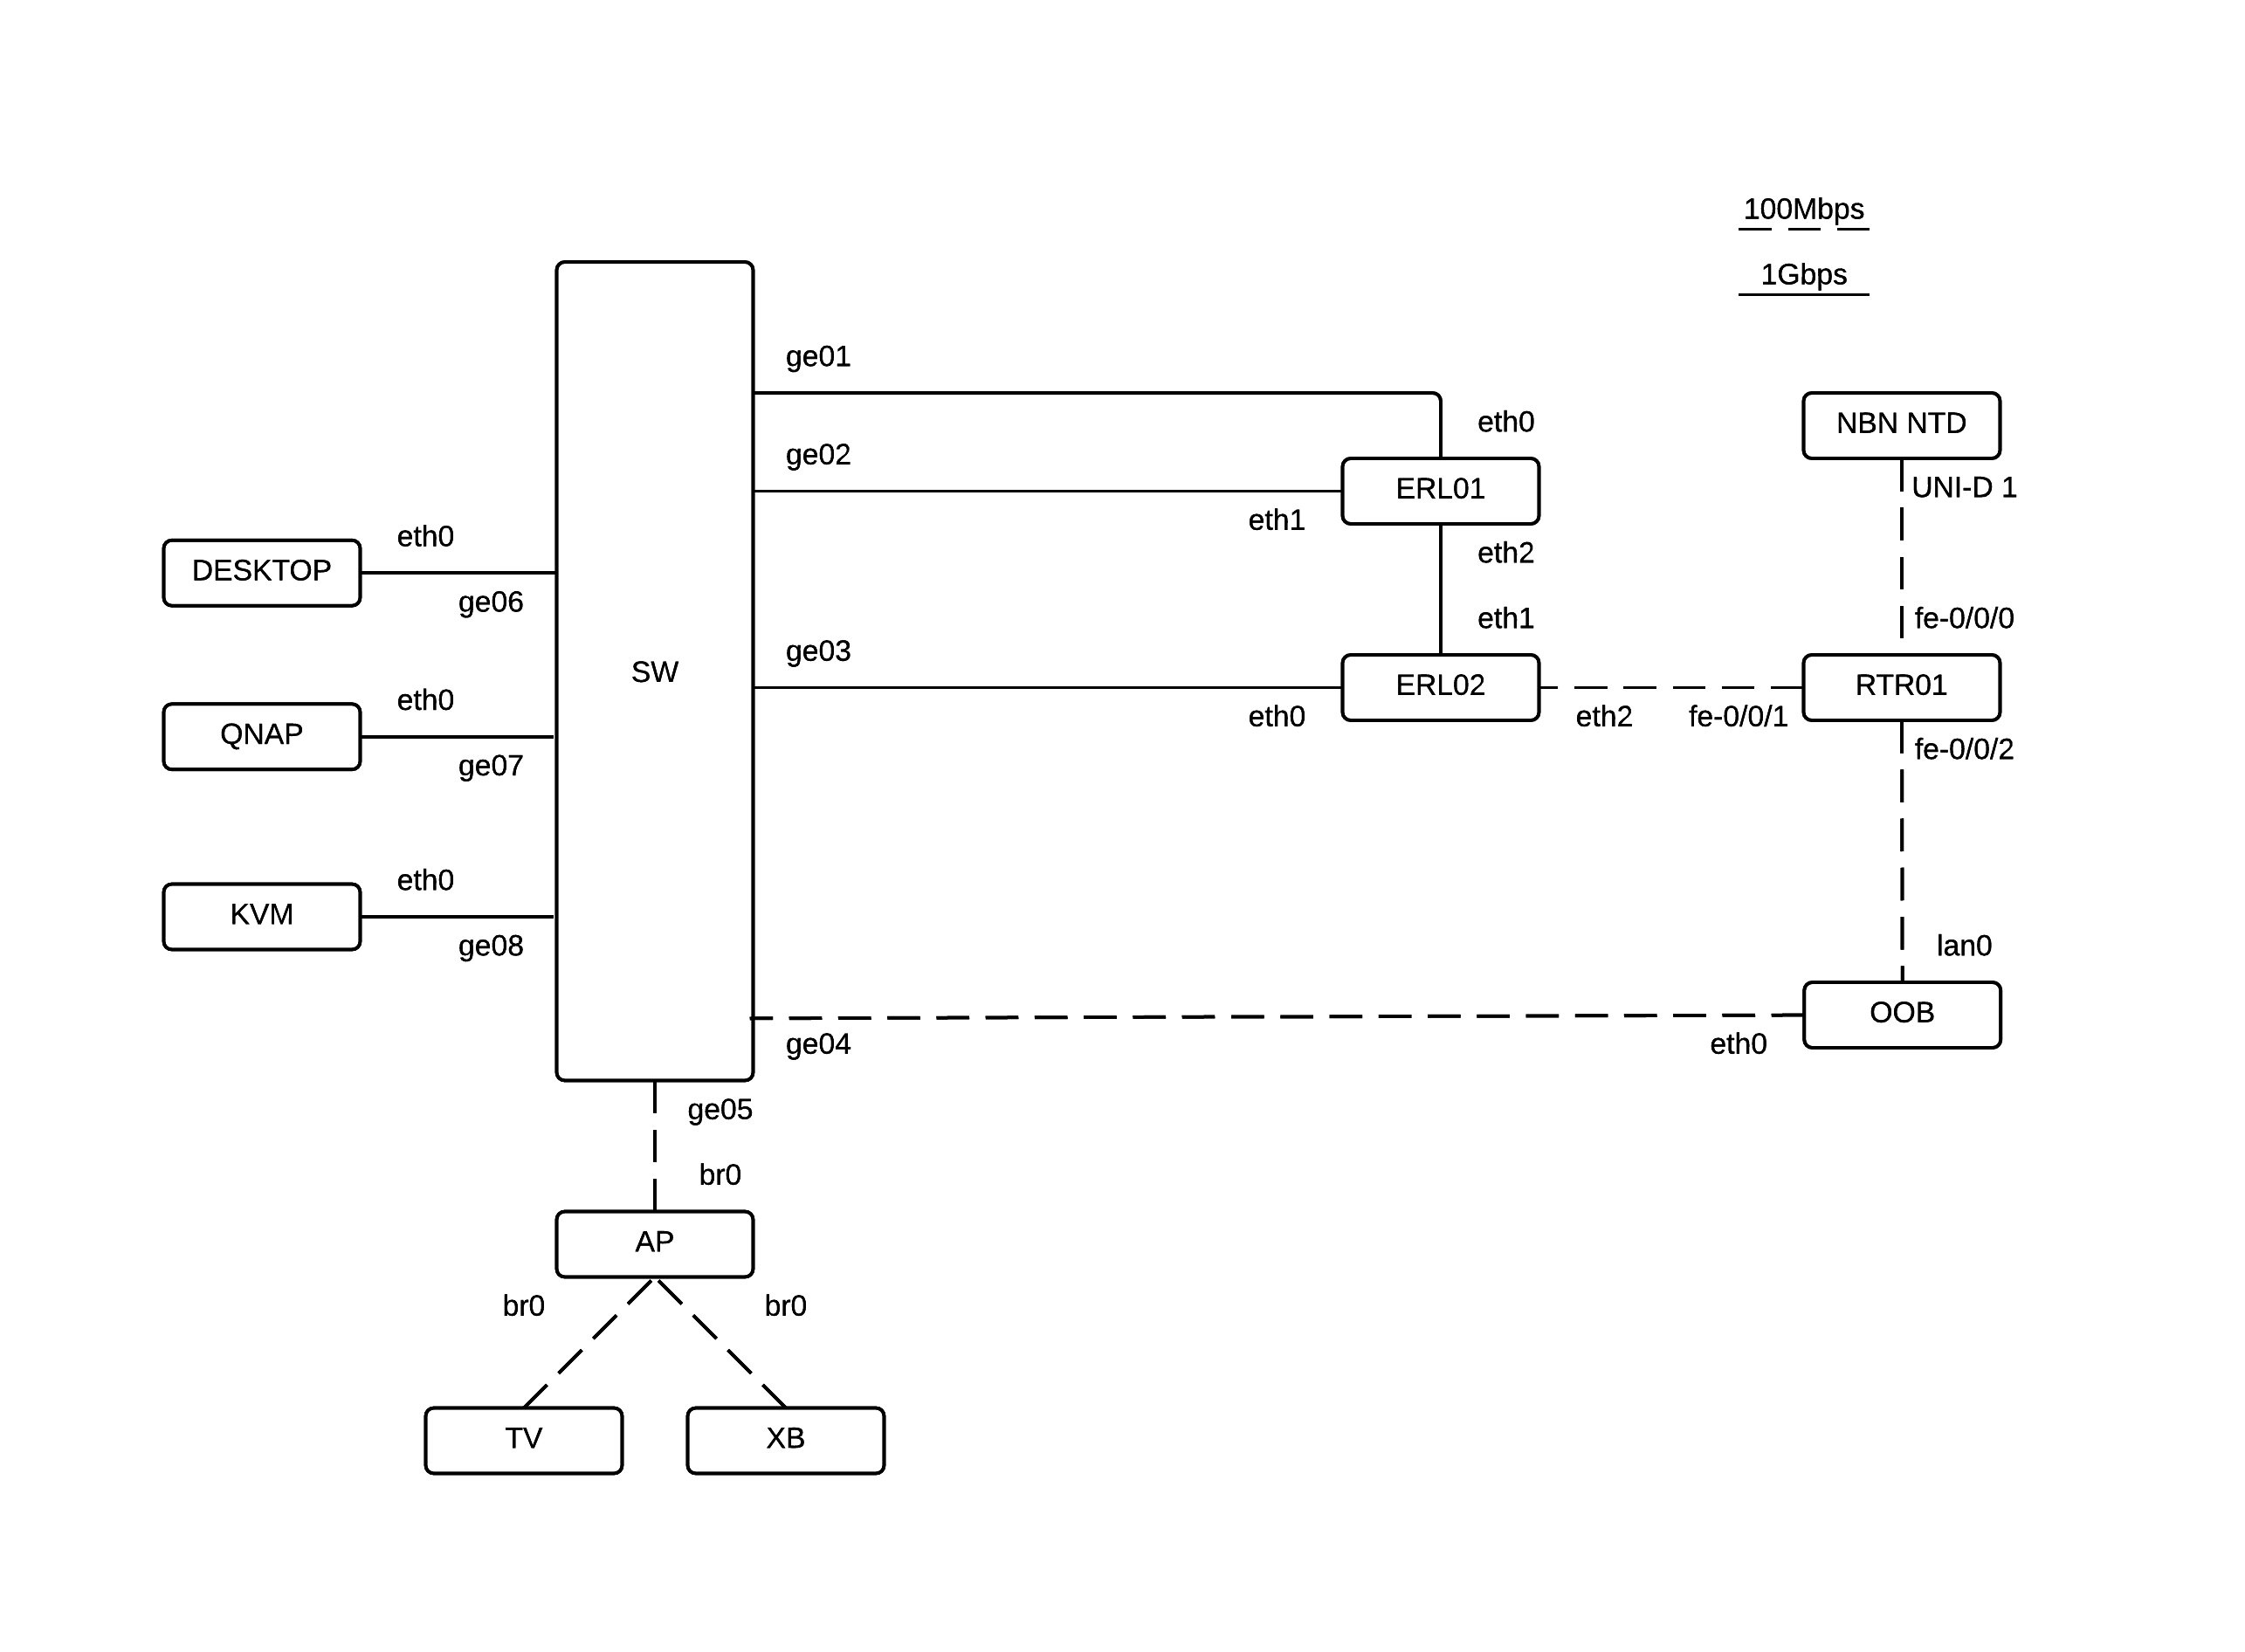 100Mbps
1Gbps
ge01
eth0
NBN NTD
ge02
ERL01
UNI-D 1
eth1
eth0
eth2
DESKTOP
ge06
eth1
fe-0/0/0
ge03
SW
ERL02
RTR01
eth0
QNAP
eth0
eth2
fe-0/0/1
fe-0/0/2
ge07
eth0
KVM
ge08
lan0
OOB
ge04
eth0
ge05
br0
AP
br0
br0
TV
XB